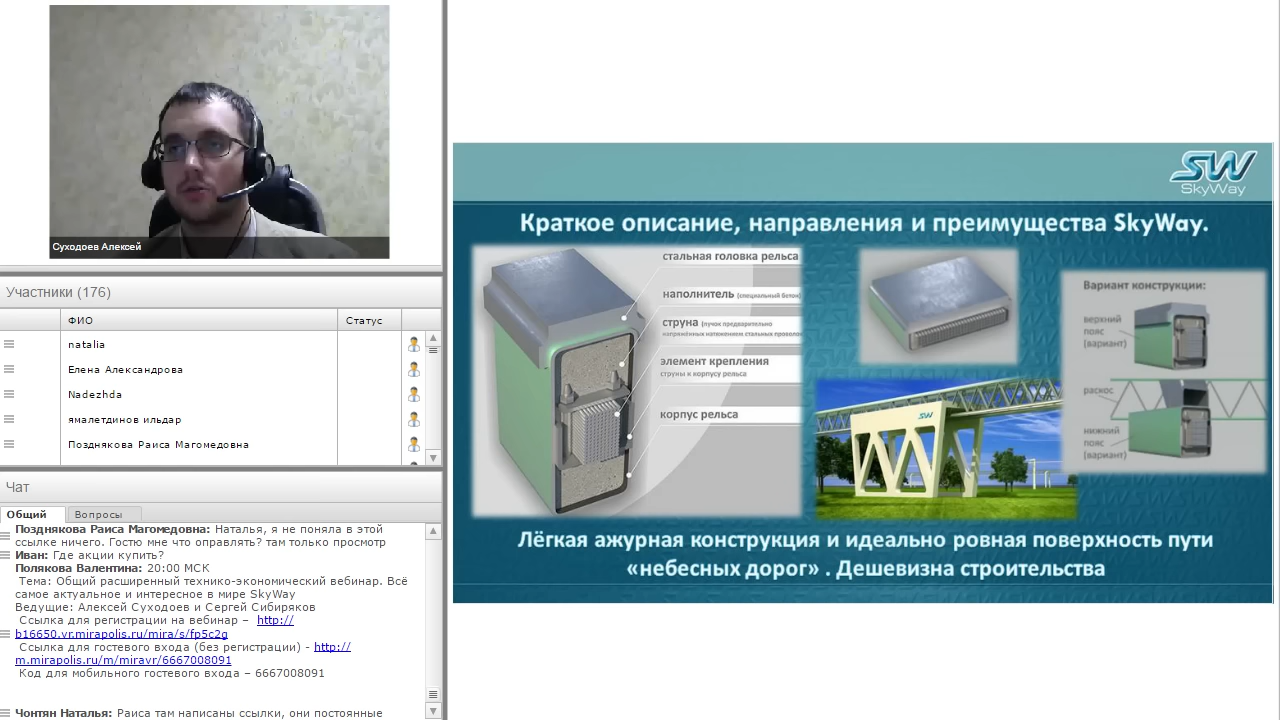 Суходоев Алексей
Участники (176)
ФИО
Статус
natalia
Елена Александрова
Nadezhda
ямалетдинов ильдар
Позднякова Раиса Магомедовна
Чат
Общий
Вопросы
Позднякова Раиса Магомедовна: Наталья, я не поняла в этой
ссылке ничего. Гостю мне что оправлять? там только просмотр
Иван: Где акции купить?
Полякова Валентина: 20:00 МСК
Тема: Общий расширенный технико-экономический вебинар. Всё
самое актуальное и интересное в мире SkyWay
Ведущие: Алексей Суходоев и Сергей Сибиряков
Ссылка для регистрации на вебинар – http://
b16650.vr.mirapolis.ru/mira/s/fp5c2g
Ссылка для гостевого входа (без регистрации) - http://
m.mirapolis.ru/m/miravr/6667008091
Код для мобильного гостевого входа – 6667008091
Чонтян Наталья: Раиса там написаны ссылки, они постоянные
SW
SkyWay
Краткое описание, направления и преимущества SkyWay.
стальная головка рельса
наполнитель (специальный бетон)
струна (пучок предварительно
напряжённых натяжением стальных проволок
элемент крепления
струны к корпусу рельса
корпус рельса
SW
Вариант конструкции:
верхний
пояс
(вариант)
раскос
нижний
пояс
(вариант)
Лёгкая ажурная конструкция и идеально ровная поверхность пути
«небесных дорог» . Дешевизна строительства